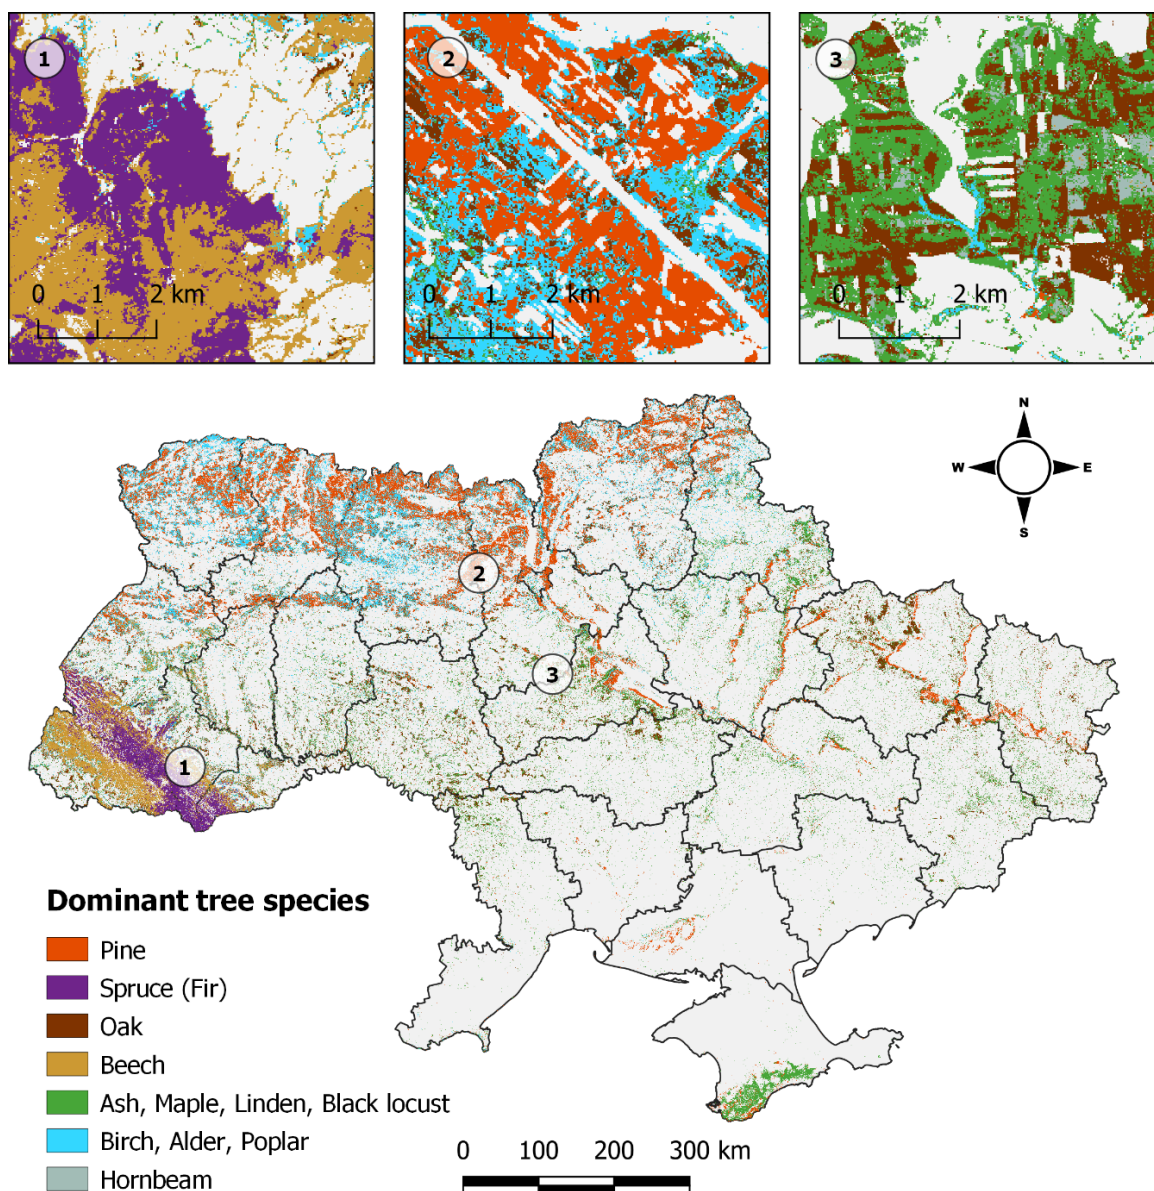 1
0 1 2 km
2
0 1 2 km
3
0 1 2 km
N
W E
S
2
3
1
Dominant tree species
Pine
Spruce (Fir)
Oak
Beech
Ash, Maple, Linden, Black locust
Birch, Alder, Poplar
Hornbeam
0 100 200 300 km